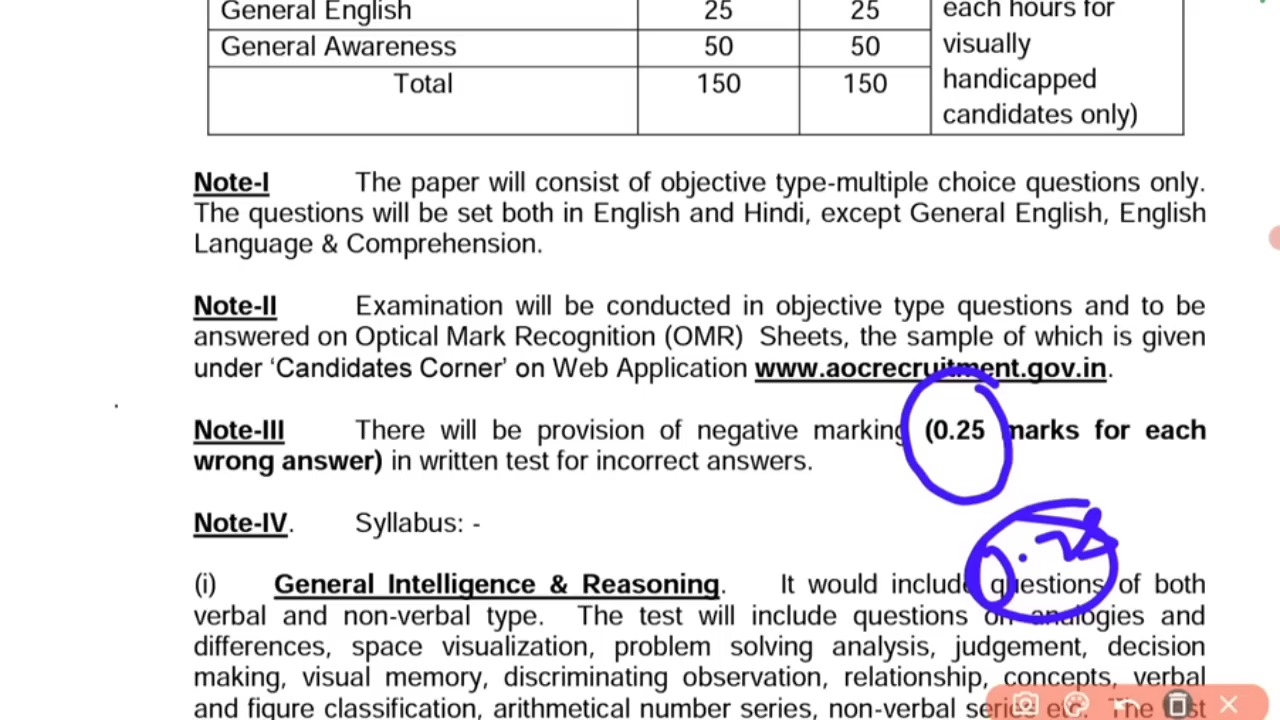 General English 25 25 each hours for
General Awareness 50 50 visually
Total 150 150 handicapped
candidates only)
Note-I The paper will consist of objective type-multiple choice questions only.
The questions will be set both in English and Hindi, except General English, English
Language & Comprehension.
Note-II Examination will be conducted in objective type questions and to be
answered on Optical Mark Recognition (OMR) Sheets, the sample of which is given
under ‘Candidates Corner’ on Web Application www.aocrecruitment.gov.in.
Note-III There will be provision of negative marking (0.25 marks for each
wrong answer) in written test for incorrect answers.
Note-IV. Syllabus: -
0.25
(i) General Intelligence & Reasoning. It would include questions of both
verbal and non-verbal type. The test will include questions on analogies and
differences, space visualization, problem solving analysis, judgement, decision
making, visual memory, discriminating observation, relationship, concepts, verbal
and figure classification, arithmetical number series, non-verbal series etc. The test